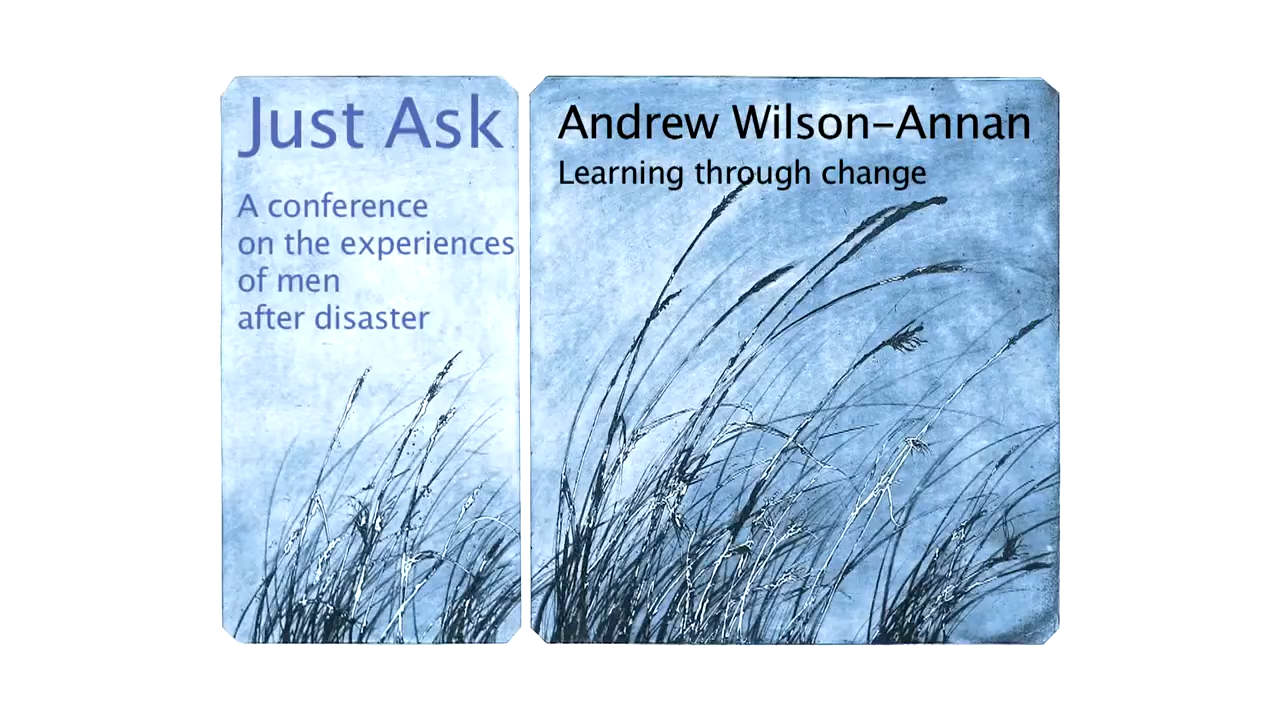 Just Ask
A conference
on the experiences
of men
after disaster
Andrew Wilson-Annan
Learning through change